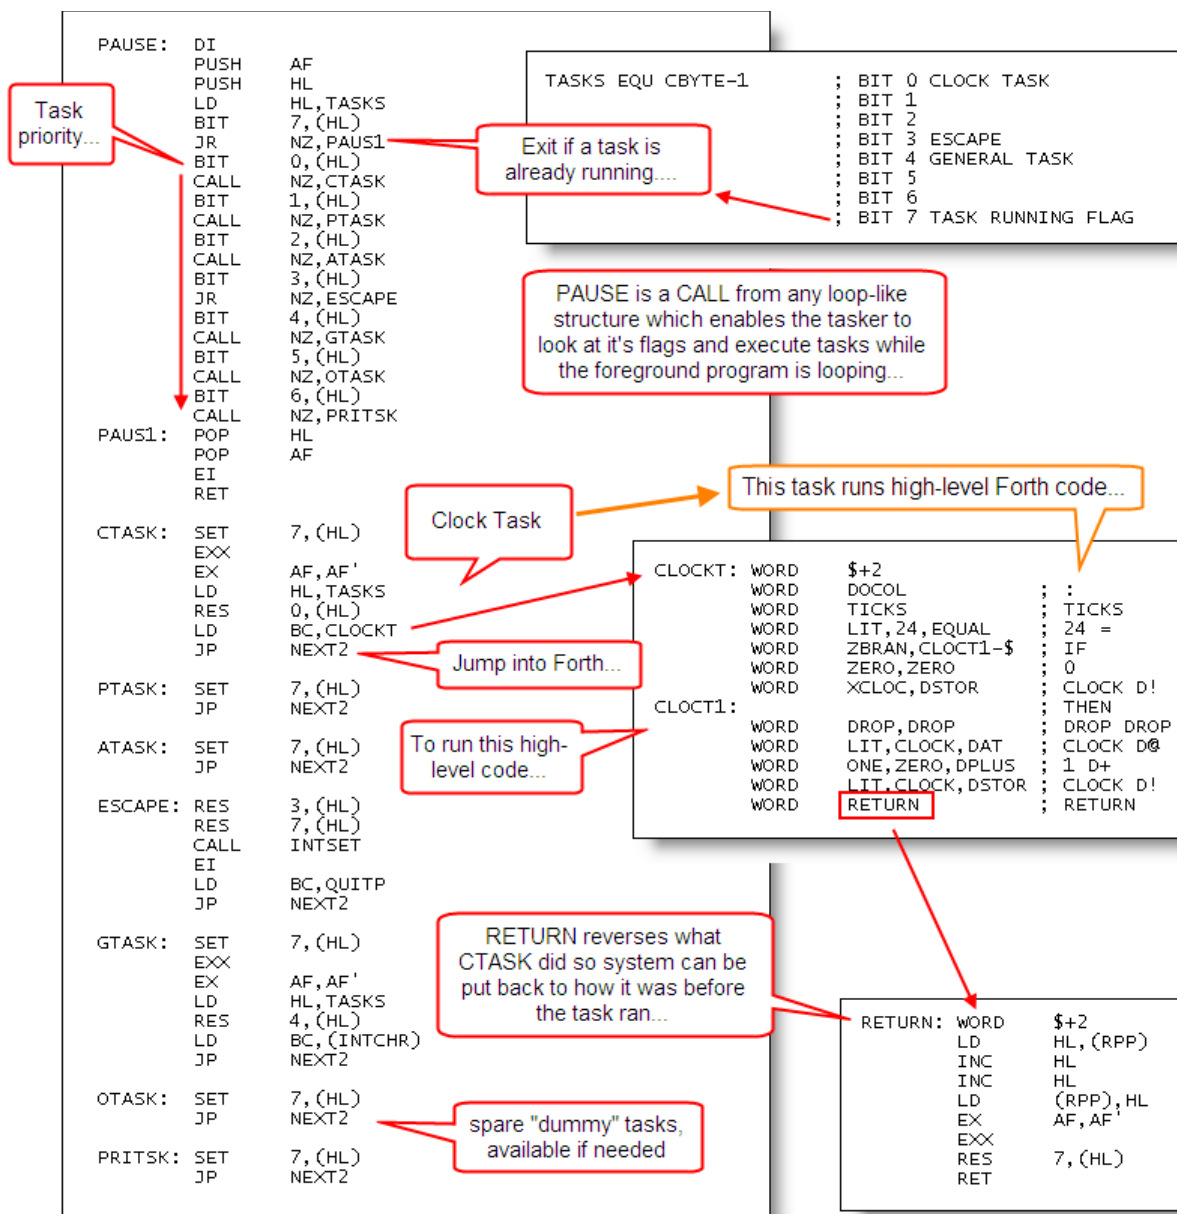 PAUSE: DI
PUSH AF
PUSH HL
LD HL,TASKS
BIT 7,(HL)
JR NZ,PAUS1
BIT 0,(HL)
CALL NZ,CTASK
BIT 1,(HL)
CALL NZ,PTASK
BIT 2,(HL)
CALL NZ,ATASK
BIT 3,(HL)
JR NZ,ESCAPE
BIT 4,(HL)
CALL NZ,GTASK
BIT 5,(HL)
CALL NZ,OTASK
BIT 6,(HL)
CALL NZ,PRITSK
PAUS1: POP HL
POP AF
EI
RET
CTASK: SET 7,(HL)
EXX
EX AF,AF'
LD HL,TASKS
RES 0,(HL)
LD BC,CLOCKT
JP NEXT2
PTASK: SET 7,(HL)
JP NEXT2
ATASK: SET 7,(HL)
JP NEXT2
ESCAPE: RES 3,(HL)
RES 7,(HL)
CALL INTSET
EI
LD BC,QUITP
JP NEXT2
GTASK: SET 7,(HL)
EXX
EX AF,AF'
LD HL,TASKS
RES 4,(HL)
LD BC,(INTCHR)
JP NEXT2
OTASK: SET 7,(HL)
JP NEXT2
PRITSK: SET 7,(HL)
JP NEXT2
Task
priority...
TASKS EQU CBYTE-1 ; BIT 0 CLOCK TASK
; BIT 1
; BIT 2
; BIT 3 ESCAPE
; BIT 4 GENERAL TASK
; BIT 5
; BIT 6
; BIT 7 TASK RUNNING FLAG
Exit if a task is
already running....
PAUSE is a CALL from any loop-like
structure which enables the tasker to
look at it's flags and execute tasks while
the foreground program is looping...
Clock Task
This task runs high-level Forth code...
CLOCKT: WORD $+2
WORD DOCOL ; :
WORD TICKS ; TICKS
WORD LIT,24,EQUAL ; 24 =
WORD ZBRAN,CLOCT1-$ ; IF
WORD ZERO,ZERO ; 0
WORD XCLOC,DSTOR ; CLOCK D!
CLOCT1: ; THEN
WORD DROP,DROP ; DROP DROP
WORD LIT,CLOCK,DAT ; CLOCK D@
WORD ONE,ZERO,DPLUS ; 1 D+
WORD LIT,CLOCK,DSTOR ; CLOCK D!
WORD RETURN ; RETURN
Jump into Forth...
To run this high-
level code...
RETURN reverses what
CTASK did so system can be
put back to how it was before
the task ran...
spare "dummy" tasks,
available if needed
RETURN: WORD $+2
LD HL,(RPP)
INC HL
INC HL
LD (RPP),HL
EX AF,AF'
EXX
RES 7,(HL)
RET